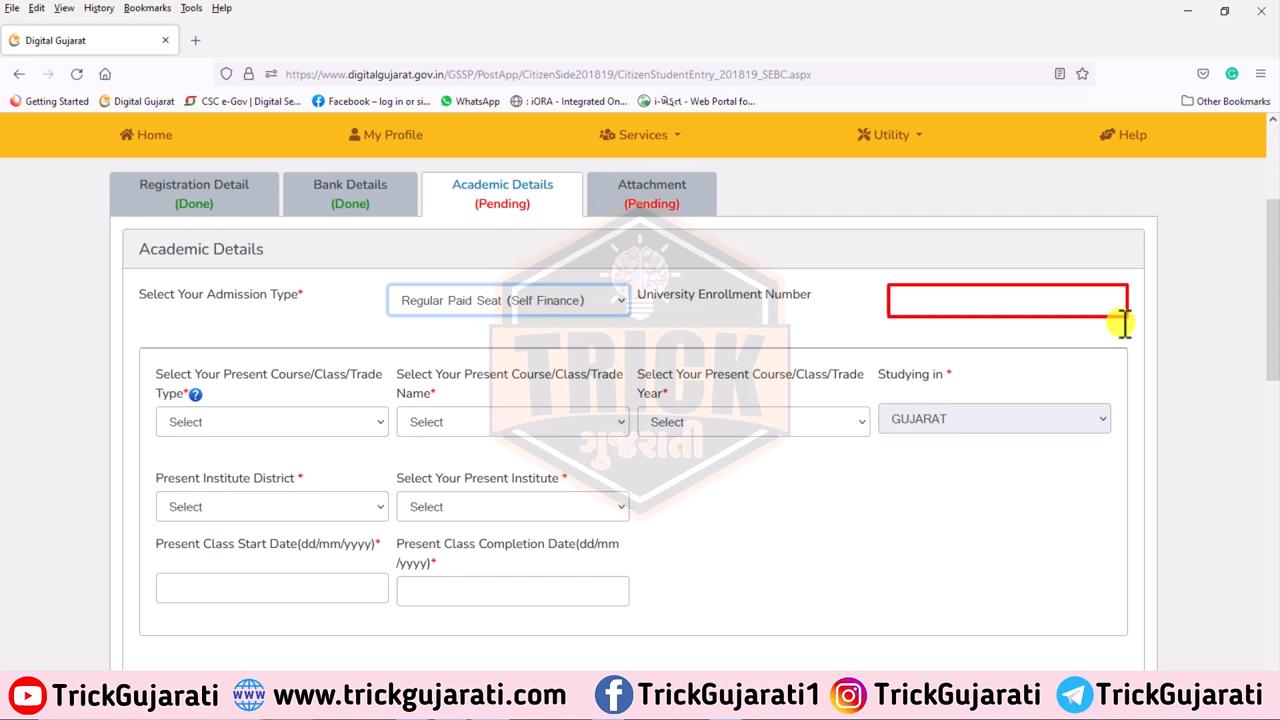 File Edit View History Bookmarks Tools Help
Digital Gujarat
https://www.digitalgujarat.gov.in/GSSP/PostApp/CitizenSide201819/CitizenStudentEntry_201819_SEBC.aspx
Getting Started Digital Gujarat CSC e-Gov | Digital Se... Facebook – log in or si... WhatsApp : iORA - Integrated On... i-ખેડૂત - Web Portal fo... Other Bookmarks
Home My Profile Services Utility Help
Registration Detail Bank Details Academic Details Attachment
(Done) (Done) (Pending) (Pending)
Academic Details
Select Your Admission Type* Regular Paid Seat (Self Finance) University Enrollment Number
TRICK
ગુજરાતી
Select Your Present Course/Class/Trade Select Your Present Course/Class/Trade Select Your Present Course/Class/Trade Studying in *
Type* Name* Year*
Select Select Select GUJARAT
Present Institute District * Select Your Present Institute *
Select Select
Present Class Start Date(dd/mm/yyyy)* Present Class Completion Date(dd/mm
/yyyy)*
TrickGujarati www.trickgujarati.com TrickGujarati1 TrickGujarati TrickGujarati